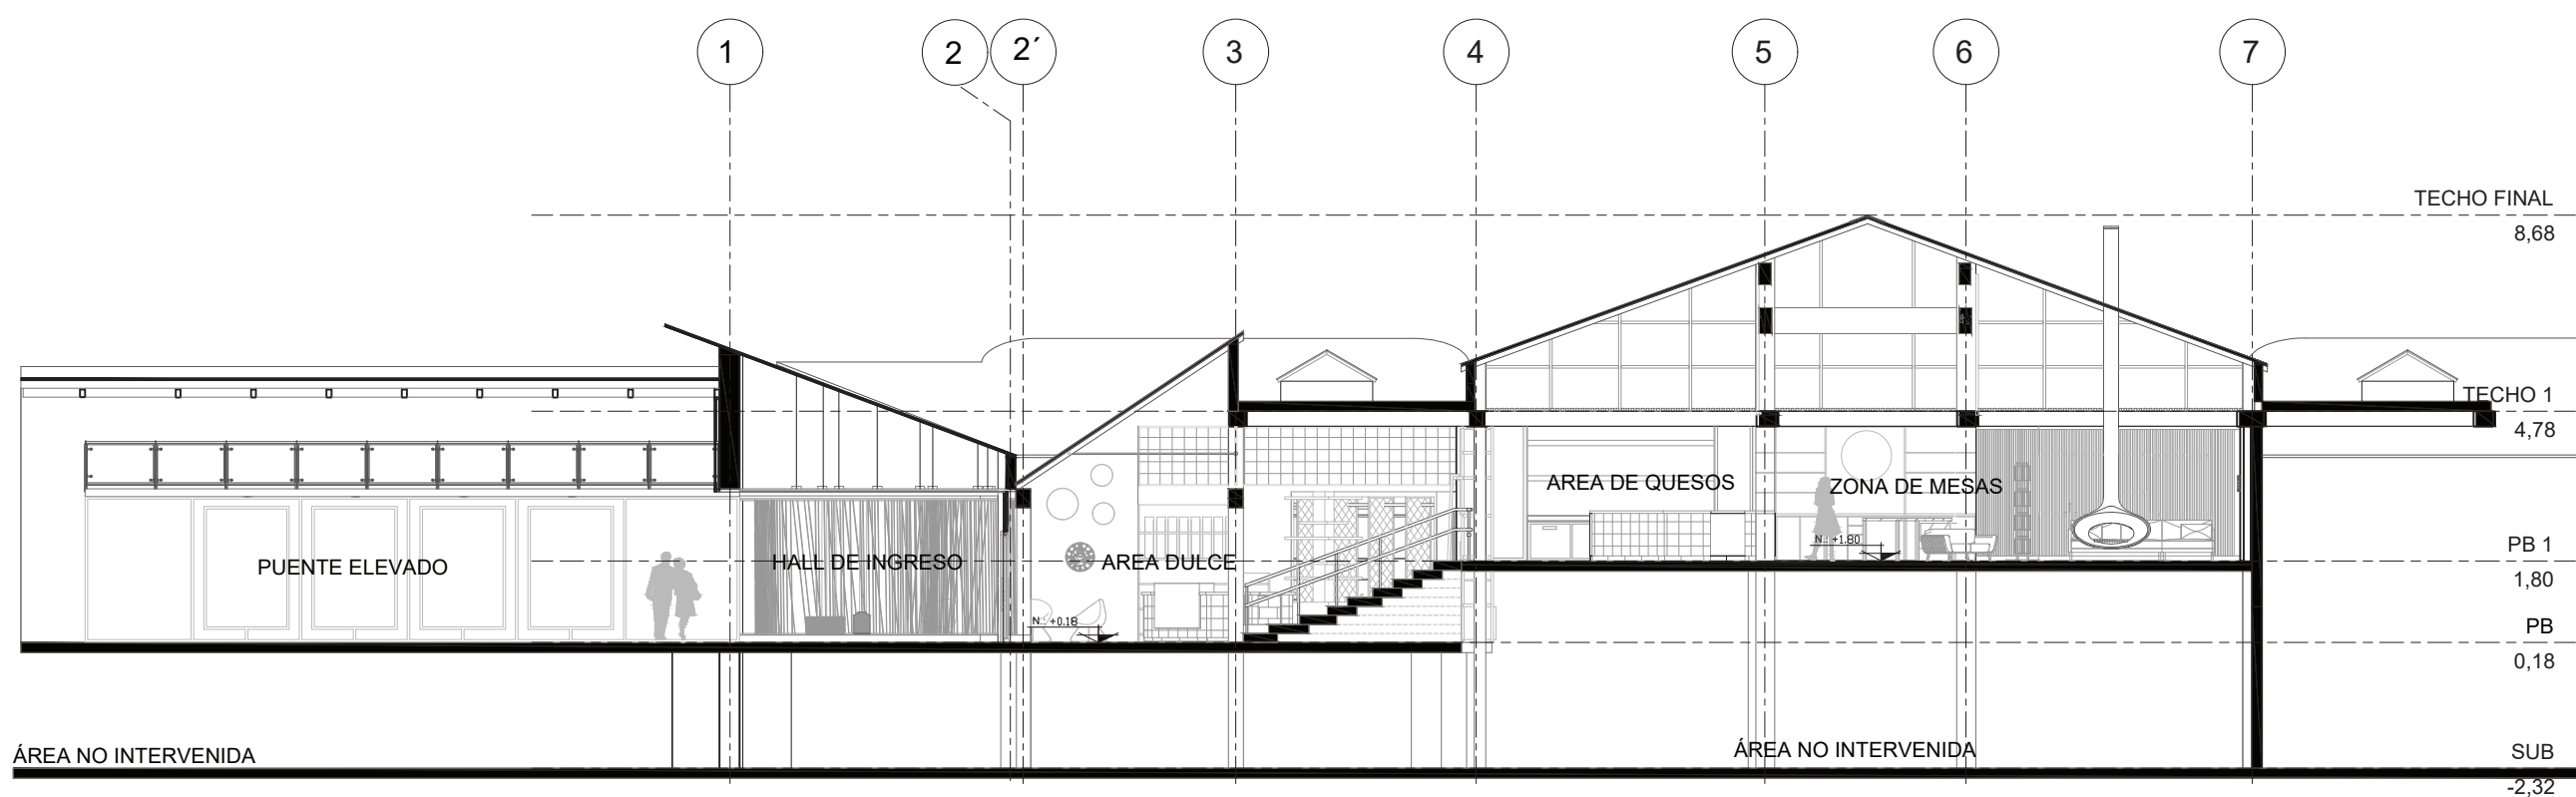 1
2
2´
3
4
5
6
7
TECHO FINAL
8,68
TECHO 1
4,78
AREA DE QUESOS
ZONA DE MESAS
N.: +1.80
PB 1
1,80
PUENTE ELEVADO
HALL DE INGRESO
AREA DULCE
N.: +0.18
PB
0,18
ÁREA NO INTERVENIDA
ÁREA NO INTERVENIDA
SUB
-2,32